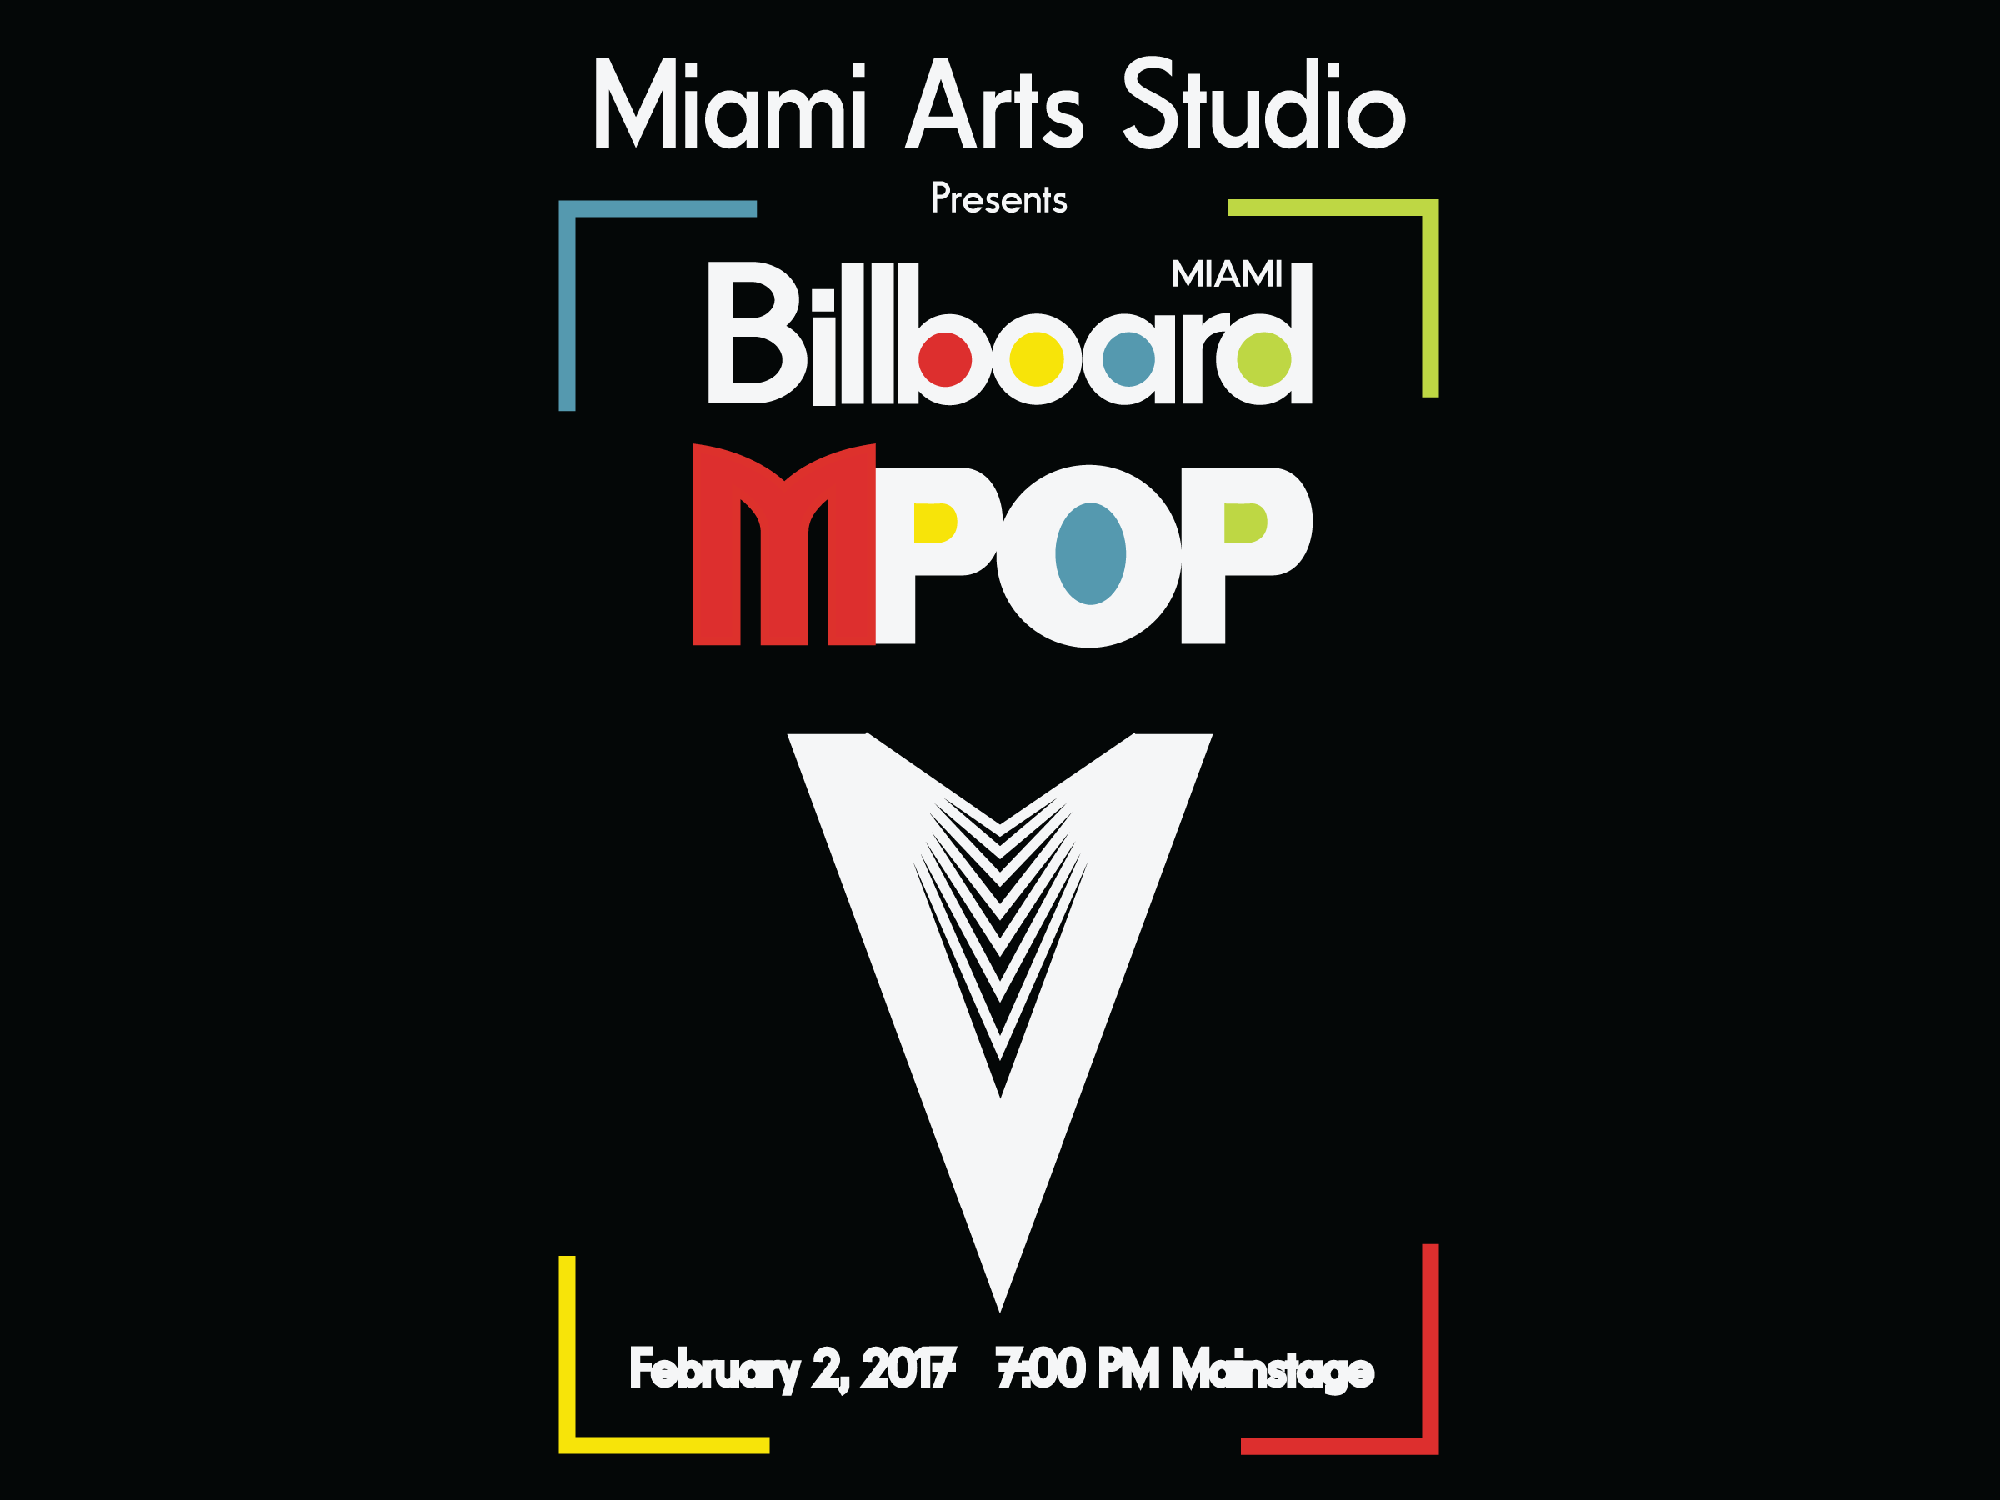 Miami Arts Studio
Presents
MIAMI
Billboard
MPOP
V
February 2, 2017 7:00 PM Mainstage